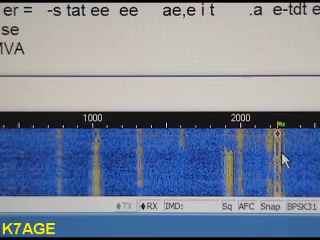 er = -s tat ee ee ae,e i t .a e-tdt e
se
MVA
1000 2000
TX RX IMD: Sq AFC Snap BPSK31
K7AGE